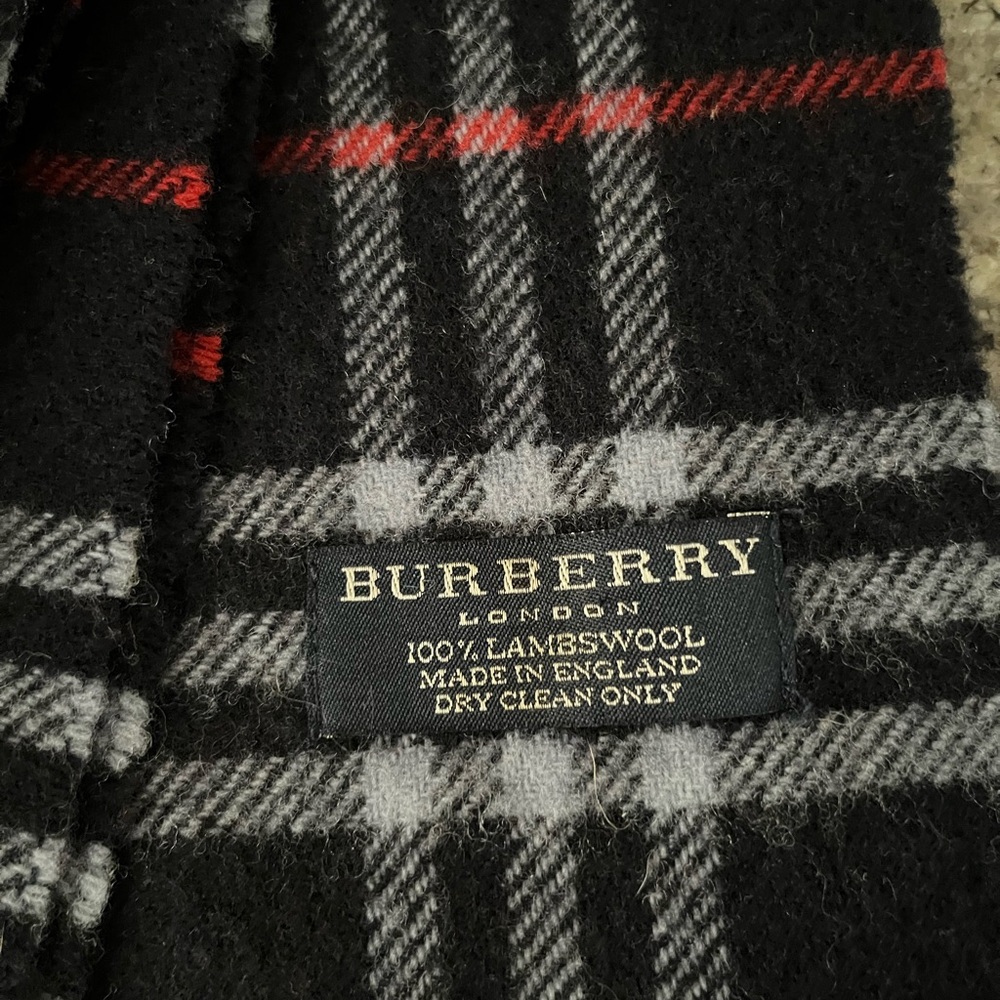 BURBERRY
LONDON
100% LAMBSWOOL
MADE IN ENGLAND
DRY CLEAN ONLY